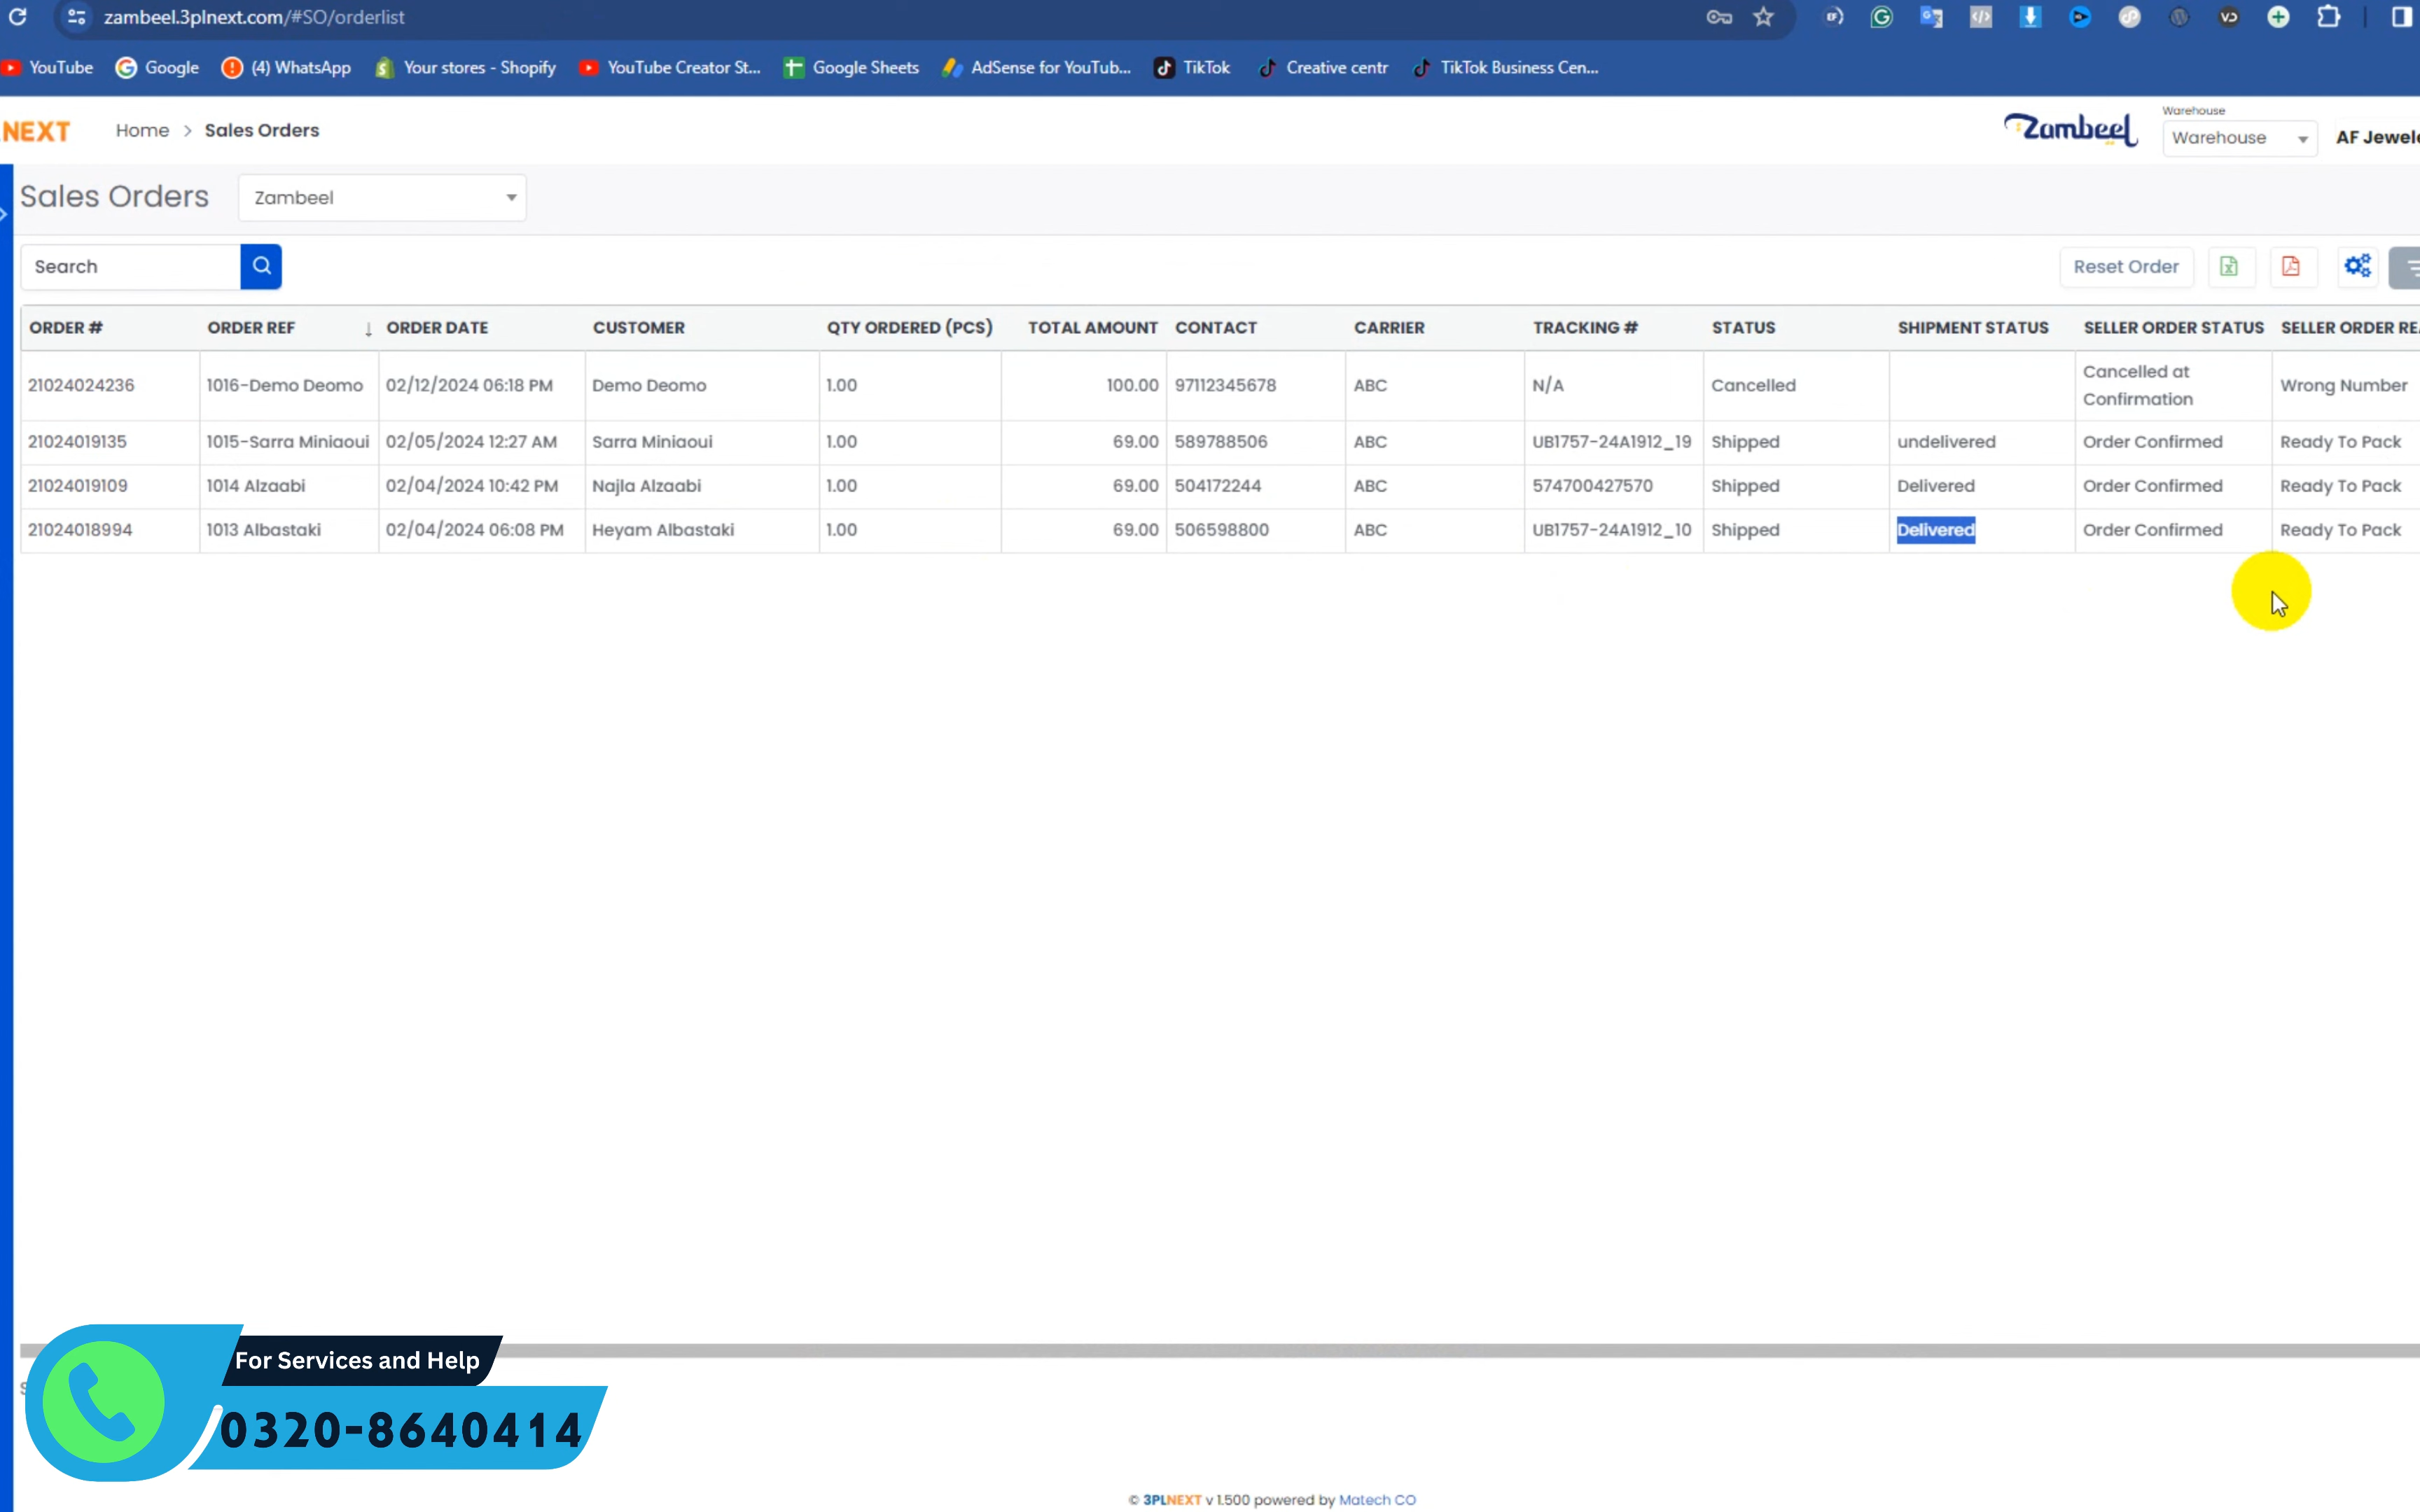 zambeel.3plnext.com/#SO/orderlist
YouTube Google (4) WhatsApp Your stores - Shopify YouTube Creator St... Google Sheets AdSense for YouTub... TikTok Creative centr TikTok Business Cen...
NEXT Home > Sales Orders Zambeel Warehouse Warehouse
Sales Orders Zambeel
Search Reset Order
ORDER # ORDER REF ↓ ORDER DATE CUSTOMER QTY ORDERED (PCS) TOTAL AMOUNT CONTACT CARRIER TRACKING # STATUS SHIPMENT STATUS SELLER ORDER STATUS SELLER ORDER
21024024236 1016-Demo Deomo 02/12/2024 06:18 PM Demo Deomo 1.00 100.00 97112345678 ABC N/A Cancelled Cancelled at Confirmation Wrong Number
21024019135 1015-Sarra Miniaoui 02/05/2024 12:27 AM Sarra Miniaoui 1.00 69.00 589788506 ABC UB1757-24A1912_19 Shipped undelivered Order Confirmed Ready To Pack
21024019109 1014 Alzaabi 02/04/2024 10:42 PM Najla Alzaabi 1.00 69.00 504172244 ABC 574700427570 Shipped Delivered Order Confirmed Ready To Pack
21024018994 1013 Albastaki 02/04/2024 06:08 PM Heyam Albastaki 1.00 69.00 506598800 ABC UB1757-24A1912_10 Shipped Delivered Order Confirmed Ready To Pack
For Services and Help
0320-8640414
© 3PLNEXT v 1.500 powered by Matech CO